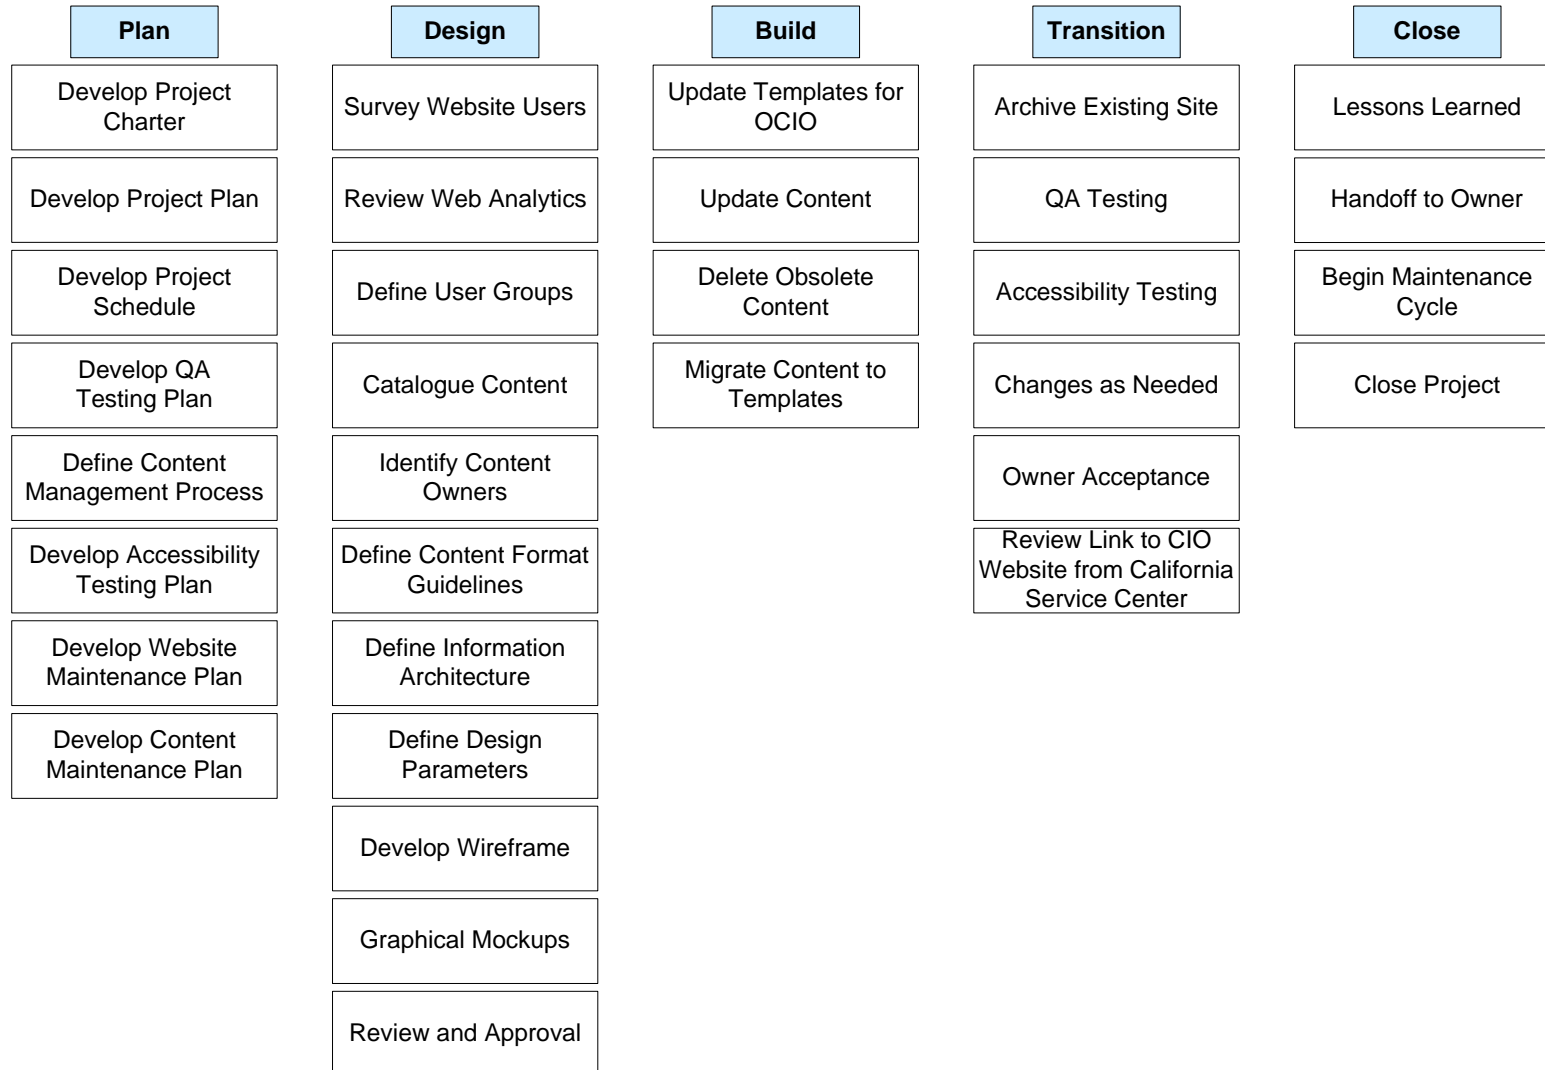 Plan
Develop Project
Charter
Develop Project Plan
Develop Project
Schedule
Develop QA
Testing Plan
Define Content
Management Process
Develop Accessibility
Testing Plan
Develop Website
Maintenance Plan
Develop Content
Maintenance Plan
Design
Survey Website Users
Review Web Analytics
Define User Groups
Catalogue Content
Identify Content
Owners
Define Content Format
Guidelines
Define Information
Architecture
Define Design
Parameters
Develop Wireframe
Graphical Mockups
Review and Approval
Build
Update Templates for
OCIO
Update Content
Delete Obsolete
Content
Migrate Content to
Templates
Transition
Archive Existing Site
QA Testing
Accessibility Testing
Changes as Needed
Owner Acceptance
Review Link to CIO
Website from California
Service Center
Close
Lessons Learned
Handoff to Owner
Begin Maintenance
Cycle
Close Project